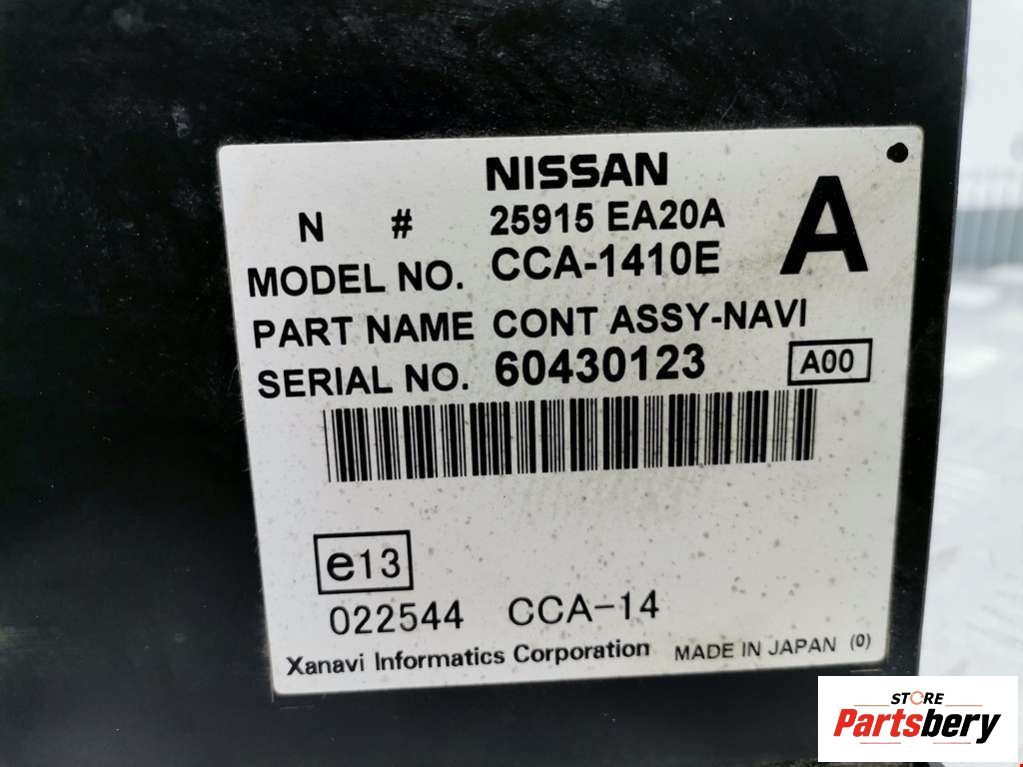 NISSAN
N # 25915 EA20A
A
MODEL NO. CCA-1410E
PART NAME CONT ASSY-NAVI
SERIAL NO. 60430123 A00
e13
022544 CCA-14
Xanavi Informatics Corporation MADE IN JAPAN (0)
STORE
Partsbery